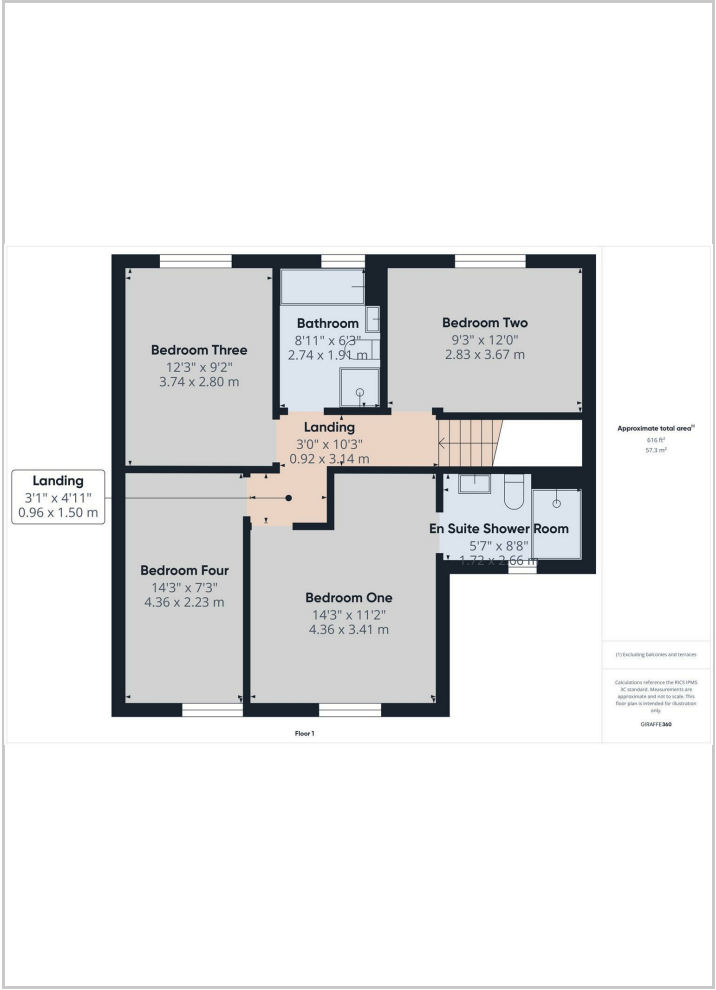 Bedroom Three
12'3" x 9'2"
3.74 x 2.80 m
Bathroom
8'11" x 6'3"
2.74 x 1.91 m
Bedroom Two
9'3" x 12'0"
2.83 x 3.67 m
Landing
3'0" x 10'3"
0.92 x 3.14 m
Landing
3'1" x 4'11"
0.96 x 1.50 m
Bedroom Four
14'3" x 7'3"
4.36 x 2.23 m
Bedroom One
14'3" x 11'2"
4.36 x 3.41 m
En Suite Shower Room
5'7" x 8'8"
1.72 x 2.66 m
Floor 1
Approximate total area⁽¹⁾
616 ft²
57.3 m²
(1) Excluding balconies and terraces
Calculations reference the RICS IPMS
3C standard. Measurements are
approximate and not to scale. This
floor plan is intended for illustration
only.
GIRAFFE360